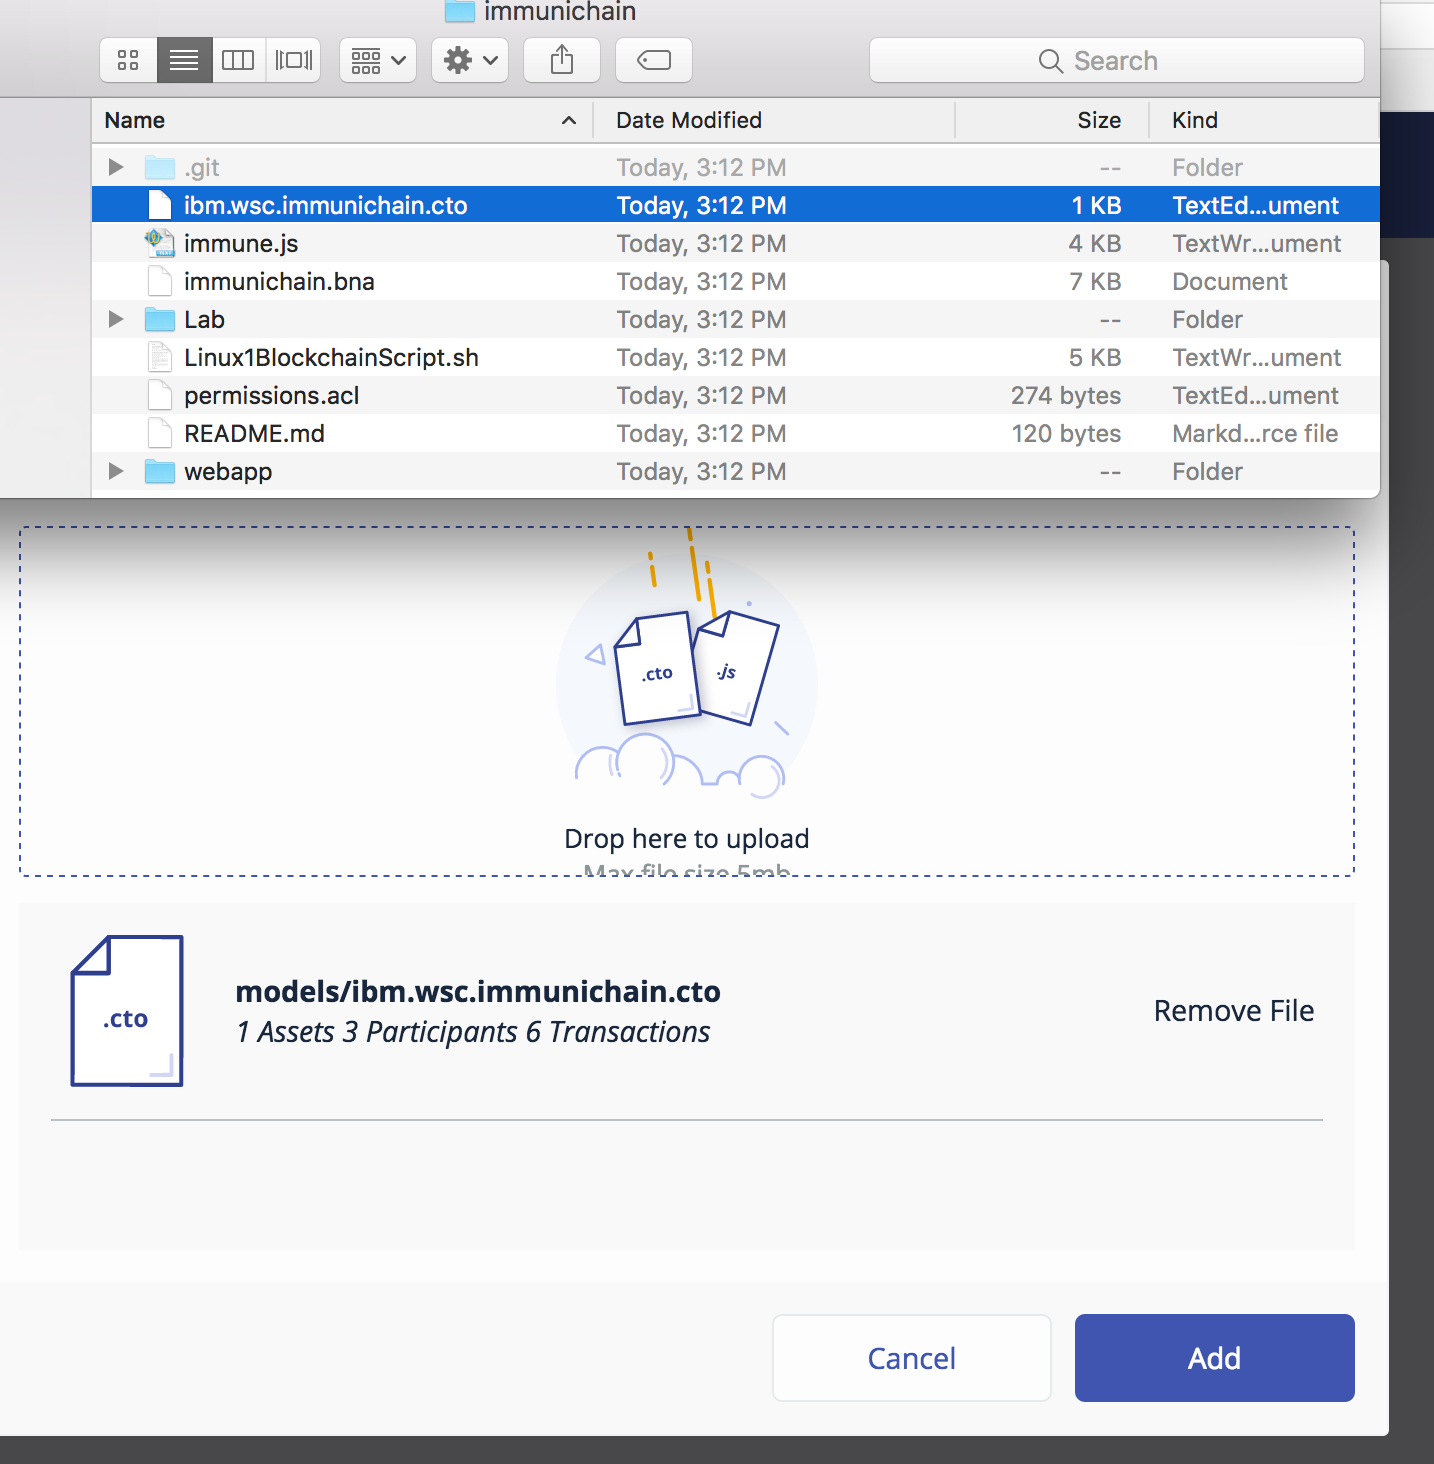 immunichain
Search
Name Date Modified Size Kind
.git Today, 3:12 PM -- Folder
ibm.wsc.immunichain.cto Today, 3:12 PM 1 KB TextEd...ument
immune.js Today, 3:12 PM 4 KB TextWr...ument
immunichain.bna Today, 3:12 PM 7 KB Document
Lab Today, 3:12 PM -- Folder
Linux1BlockchainScript.sh Today, 3:12 PM 5 KB TextWr...ument
permissions.acl Today, 3:12 PM 274 bytes TextEd...ument
README.md Today, 3:12 PM 120 bytes Markd...rce file
webapp Today, 3:12 PM -- Folder
.cto .js
Drop here to upload
Max file size 5mb
.cto
models/ibm.wsc.immunichain.cto
1 Assets 3 Participants 6 Transactions
Remove File
Cancel Add